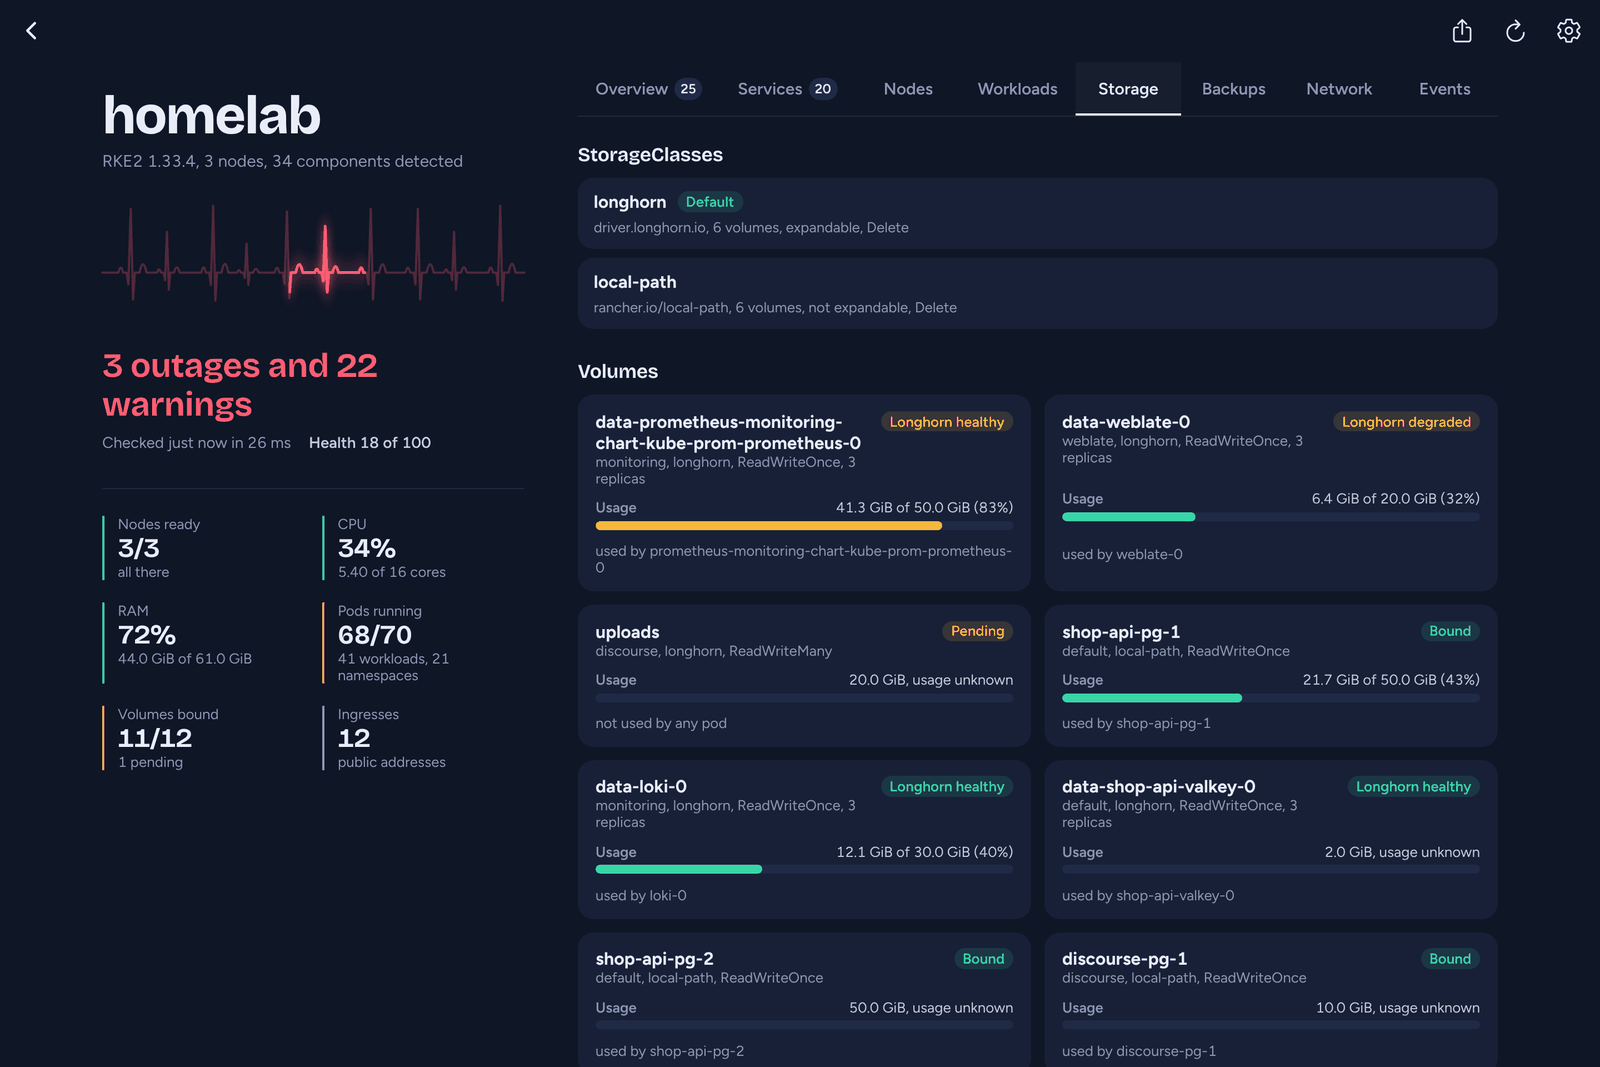 homelab
RKE2 1.33.4, 3 nodes, 34 components detected
3 outages and 22
warnings
Checked just now in 26 ms Health 18 of 100
Nodes ready
3/3
all there
CPU
34%
5.40 of 16 cores
RAM
72%
44.0 GiB of 61.0 GiB
Pods running
68/70
41 workloads, 21
namespaces
Volumes bound
11/12
1 pending
Ingresses
12
public addresses
Overview 25 Services 20 Nodes Workloads Storage Backups Network Events
StorageClasses
longhorn Default
driver.longhorn.io, 6 volumes, expandable, Delete
local-path
rancher.io/local-path, 6 volumes, not expandable, Delete
Volumes
data-prometheus-monitoring-
chart-kube-prom-prometheus-0
Longhorn healthy
monitoring, longhorn, ReadWriteOnce, 3
replicas
Usage 41.3 GiB of 50.0 GiB (83%)
used by prometheus-monitoring-chart-kube-prom-prometheus-
0
data-weblate-0 Longhorn degraded
weblate, longhorn, ReadWriteOnce, 3
replicas
Usage 6.4 GiB of 20.0 GiB (32%)
used by weblate-0
uploads Pending
discourse, longhorn, ReadWriteMany
Usage 20.0 GiB, usage unknown
not used by any pod
shop-api-pg-1 Bound
default, local-path, ReadWriteOnce
Usage 21.7 GiB of 50.0 GiB (43%)
used by shop-api-pg-1
data-loki-0 Longhorn healthy
monitoring, longhorn, ReadWriteOnce, 3
replicas
Usage 12.1 GiB of 30.0 GiB (40%)
used by loki-0
data-shop-api-valkey-0 Longhorn healthy
default, longhorn, ReadWriteOnce, 3
replicas
Usage 2.0 GiB, usage unknown
used by shop-api-valkey-0
shop-api-pg-2 Bound
default, local-path, ReadWriteOnce
Usage 50.0 GiB, usage unknown
used by shop-api-pg-2
discourse-pg-1 Bound
discourse, local-path, ReadWriteOnce
Usage 10.0 GiB, usage unknown
used by discourse-pg-1